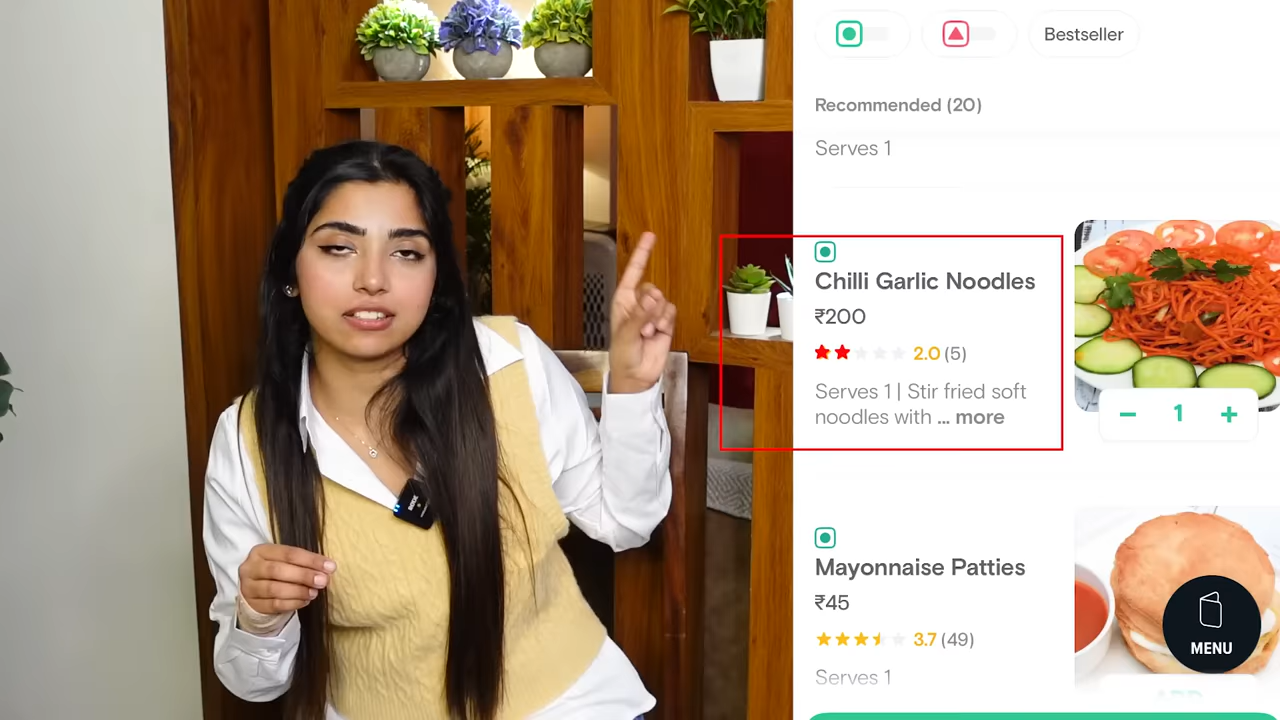 Bestseller
Recommended (20)
Serves 1
Chilli Garlic Noodles
₹200
2.0 (5)
Serves 1 | Stir fried soft
noodles with ... more
1
Mayonnaise Patties
₹45
3.7 (49)
Serves 1
MENU